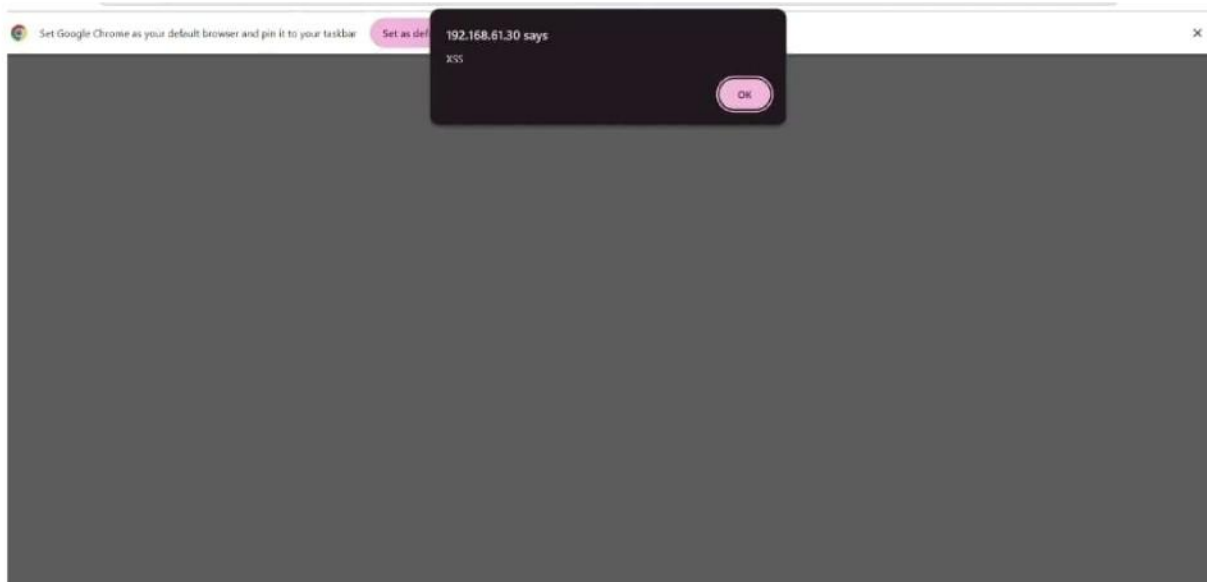 Set Google Chrome as your default browser and pin it to your taskbar
Set as def
192.168.61.30 says
XSS
OK